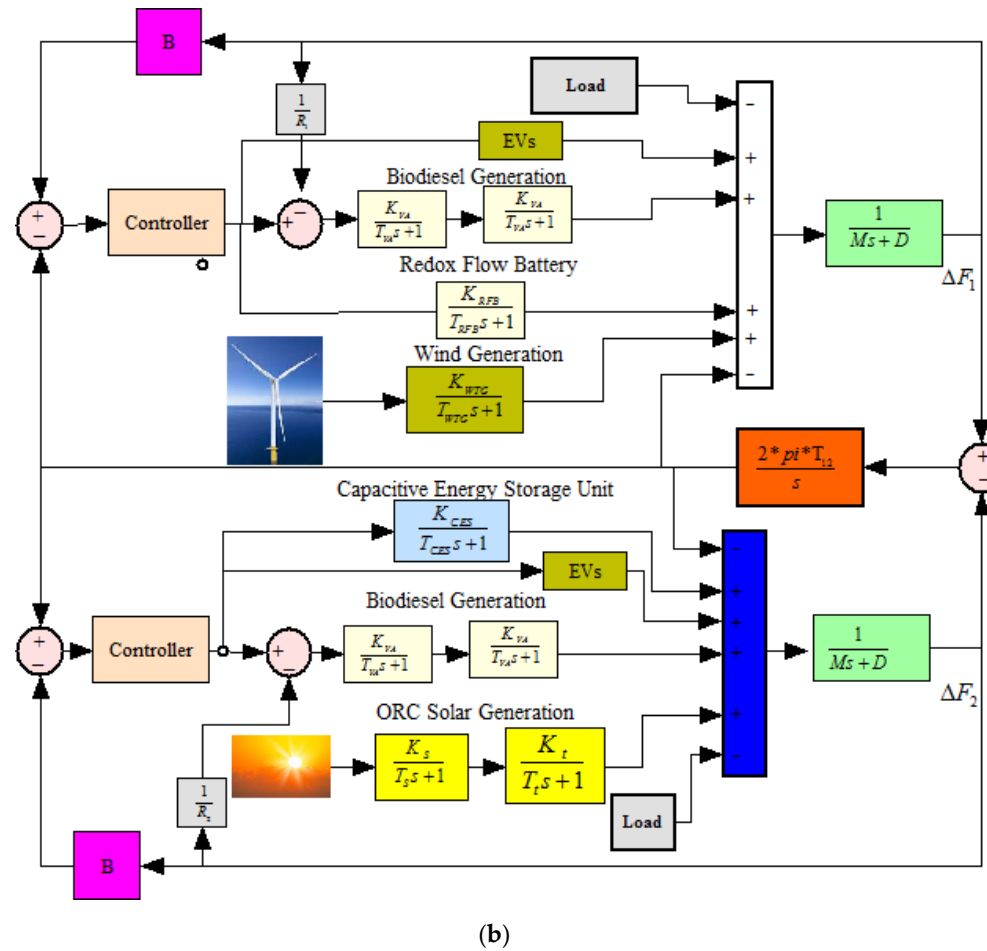 B
Load
1
R₁
EVs
+
−
Biodiesel Generation
+
−
Controller
+ −
K_VA
T_VA s+1
K_VA
T_VA s+1
−
+
+
1
Ms + D
Redox Flow Battery
ΔF₁
K_RFB
T_RFB s+1
+
Wind Generation
+
K_WTG
T_WTG s+1
−
2* pi*T₁₂
s
+
−
Capacitive Energy Storage Unit
K_CES
T_CES s+1
−
EVs
+
Biodiesel Generation
+
+
−
Controller
+ −
K_VA
T_VA s+1
K_VA
T_VA s+1
+
1
Ms + D
ΔF₂
ORC Solar Generation
K_s
T_s s+1
K_t
T_t s+1
+
−
1
R₂
Load
B
(b)